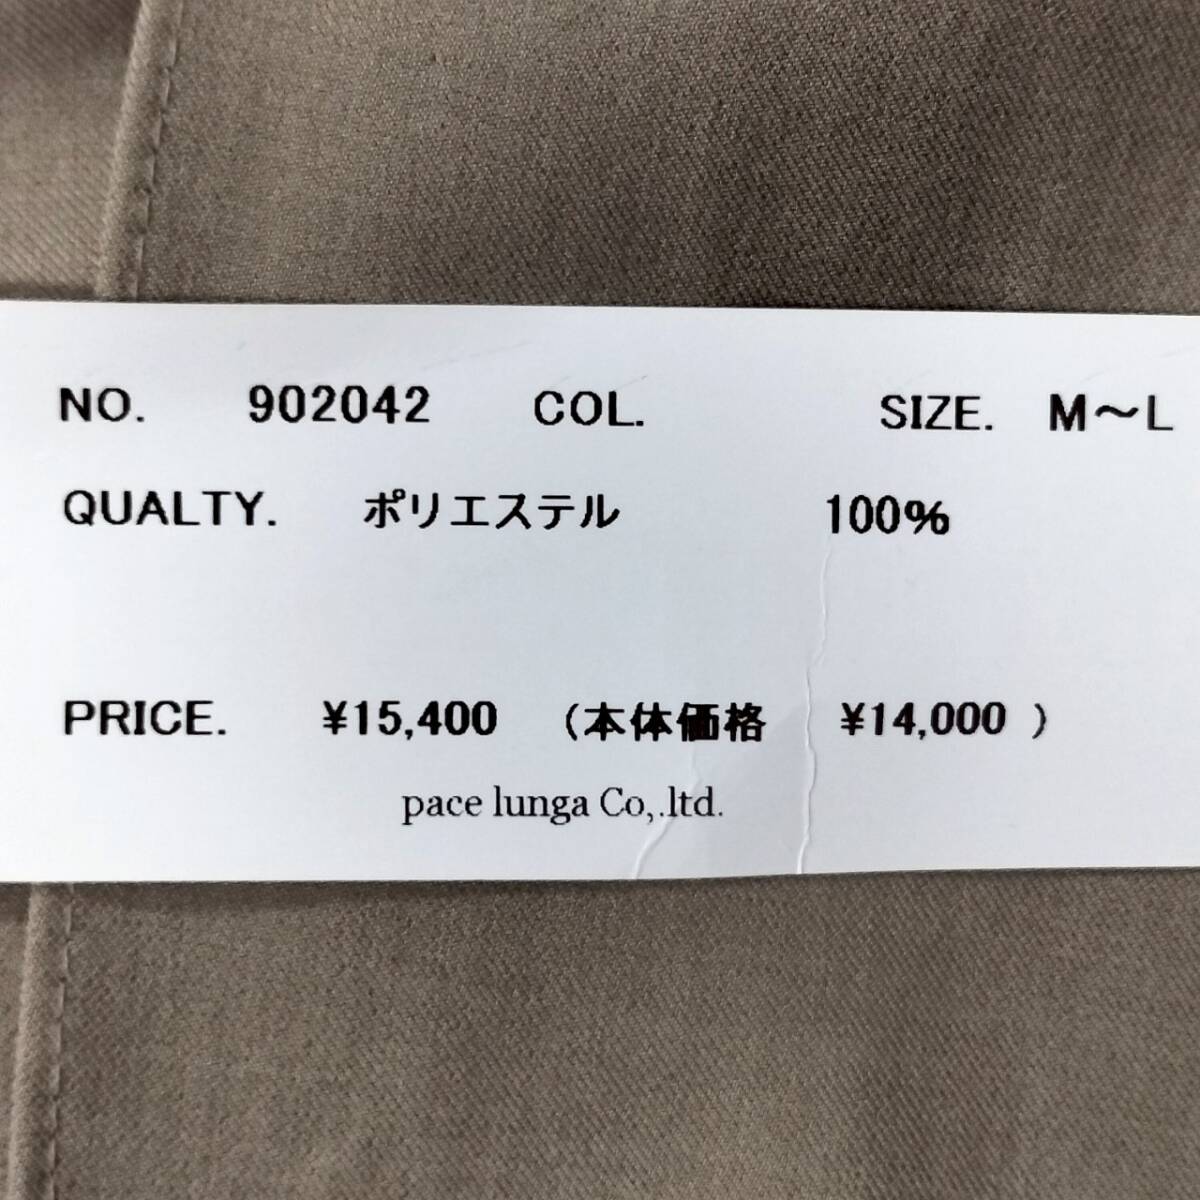 NO. 902042 COL. SIZE. M～L
QUALTY. ポリエステル 100%
PRICE. ¥15,400 (本体価格 ¥14,000 )
pace lunga Co,.ltd.